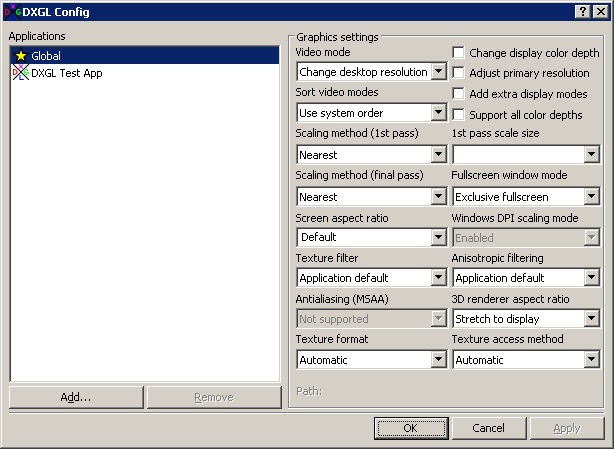 DXGL Config
Applications
Global
DXGL Test App
Add...
Remove
Graphics settings
Video mode
Change desktop resolution
Change display color depth
Adjust primary resolution
Sort video modes
Add extra display modes
Use system order
Support all color depths
Scaling method (1st pass)
1st pass scale size
Nearest
Scaling method (final pass)
Fullscreen window mode
Nearest
Exclusive fullscreen
Screen aspect ratio
Windows DPI scaling mode
Default
Enabled
Texture filter
Anisotropic filtering
Application default
Application default
Antialiasing (MSAA)
3D renderer aspect ratio
Not supported
Stretch to display
Texture format
Texture access method
Automatic
Automatic
Path:
OK
Cancel
Apply